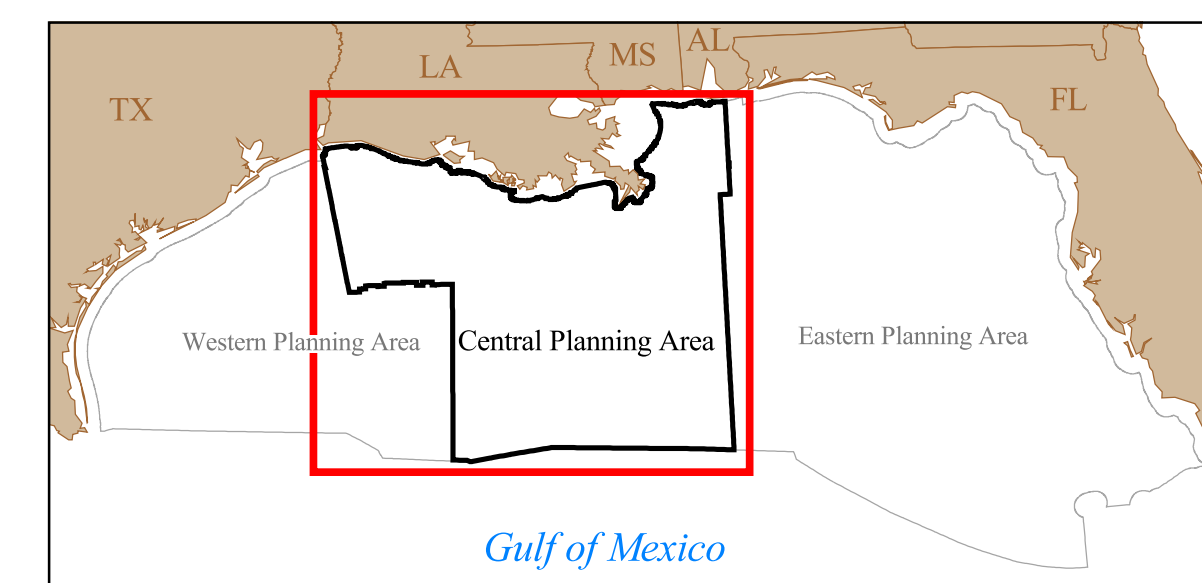 AL
MS
LA
FL
TX
Western Planning Area
Central Planning Area
Eastern Planning Area
Gulf of Mexico